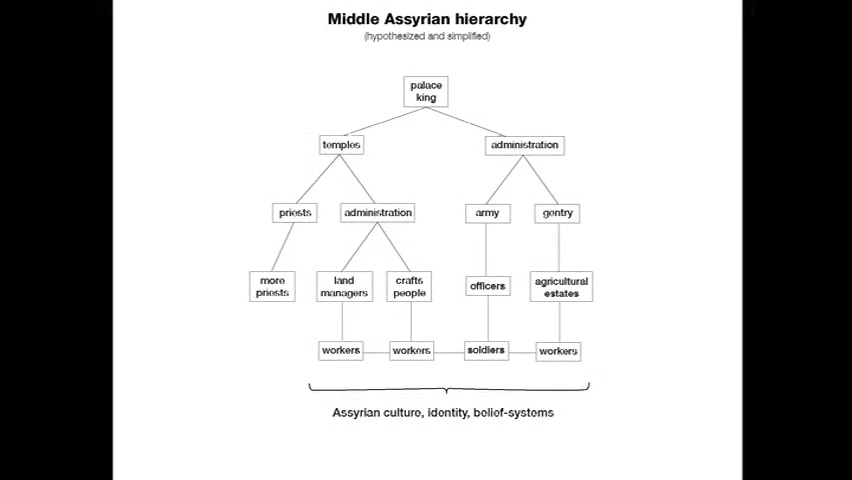 Middle Assyrian hierarchy
(hypothesized and simplified)
palace
king
temples
administration
priests
administration
army
gentry
more
priests
land
managers
crafts
people
officers
agricultural
estates
workers
workers
soldiers
workers
Assyrian culture, identity, belief-systems